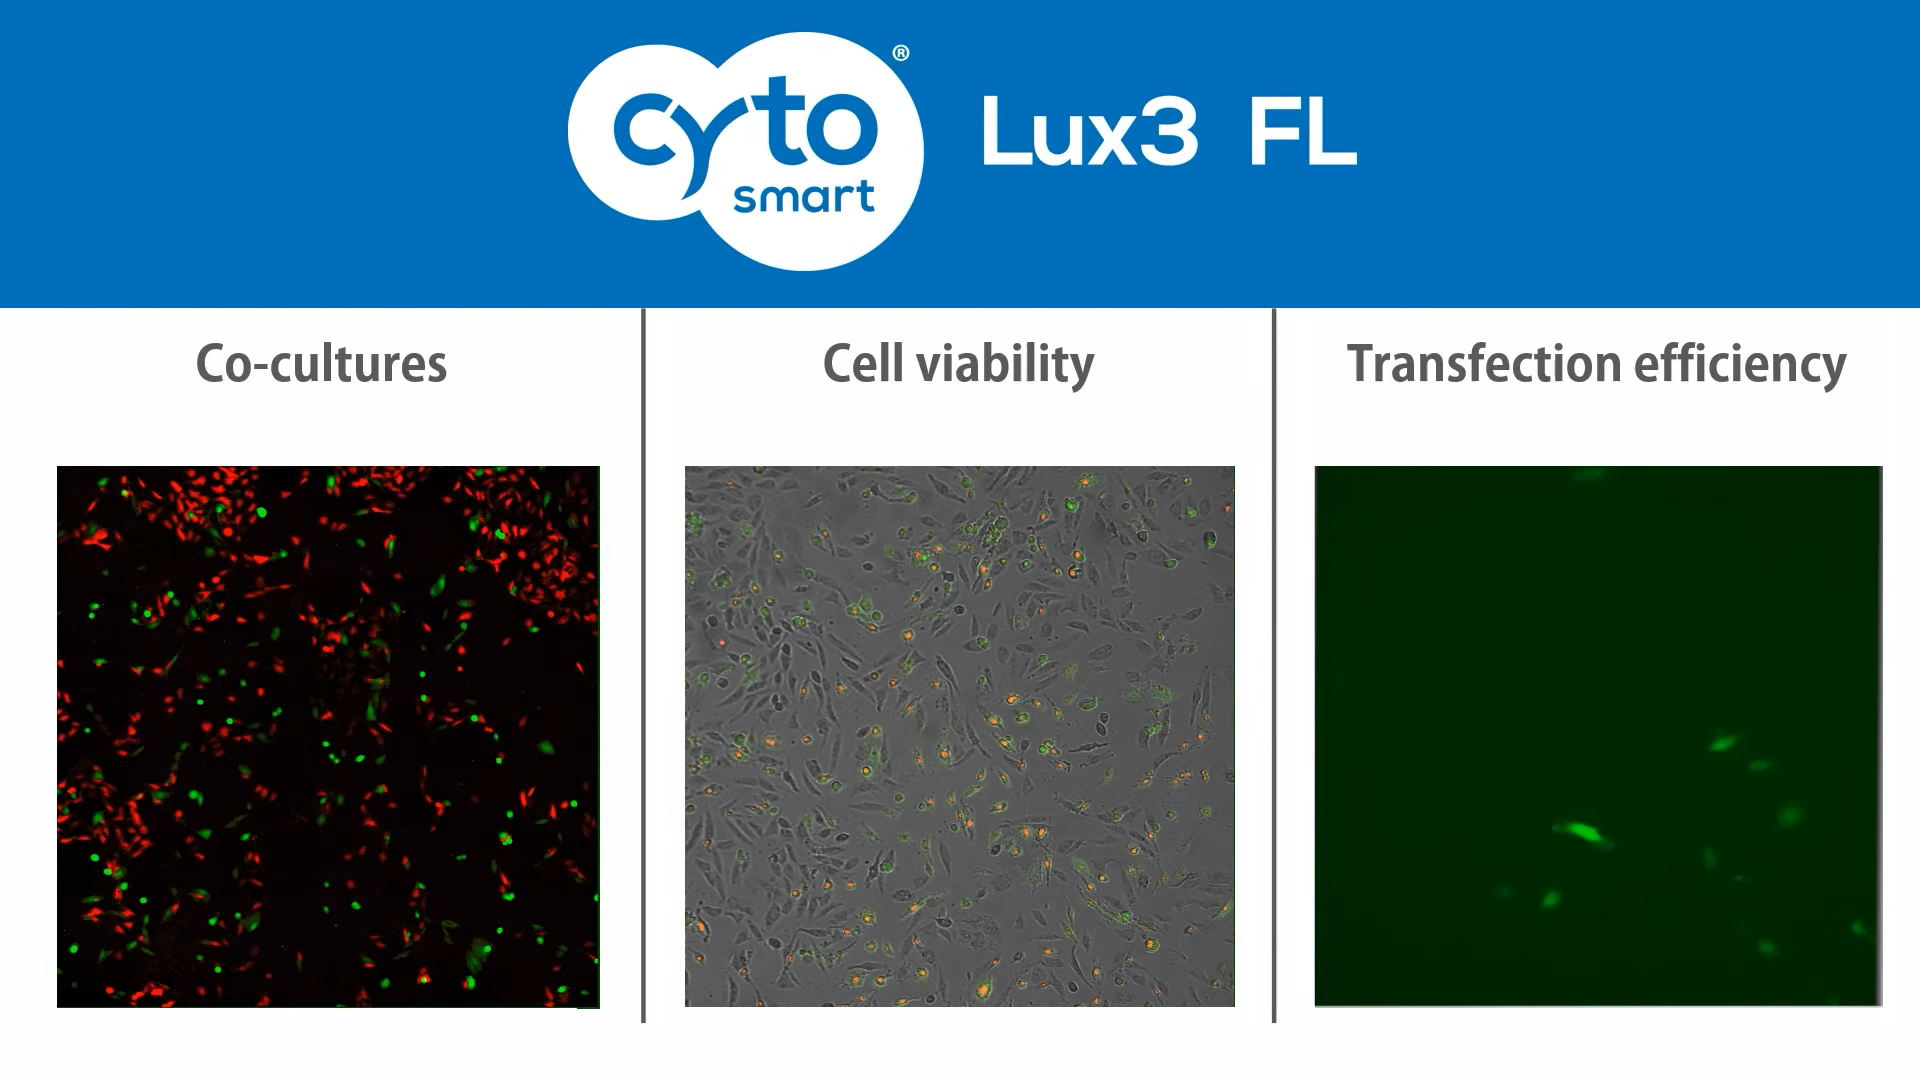 cyto
smart
®
Lux3 FL
Co-cultures
Cell viability
Transfection efficiency